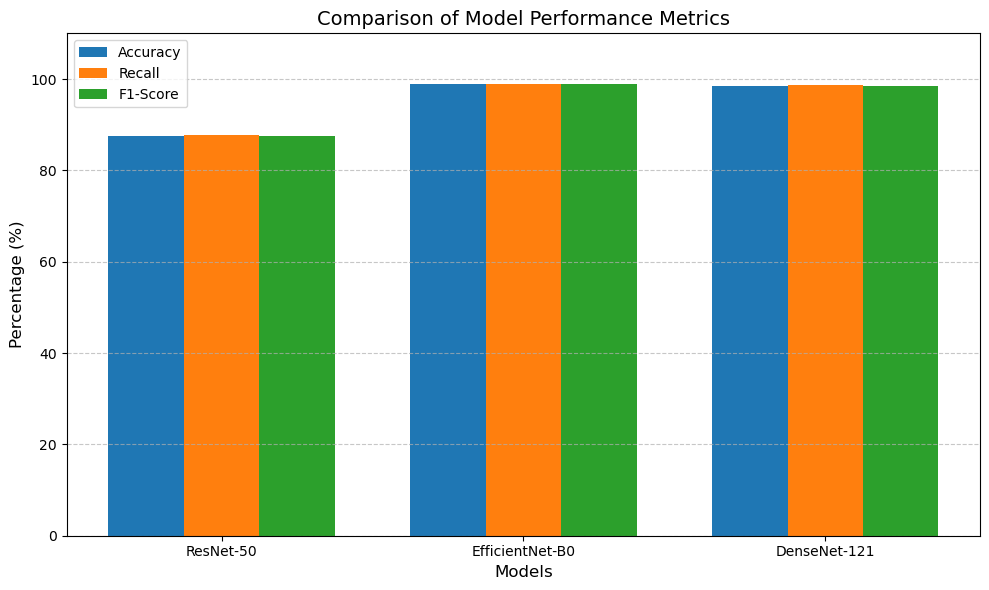 Comparison of Model Performance Metrics
Accuracy
Recall
F1-Score
Percentage (%)
100
80
60
40
20
0
ResNet-50 EfficientNet-B0 DenseNet-121
Models